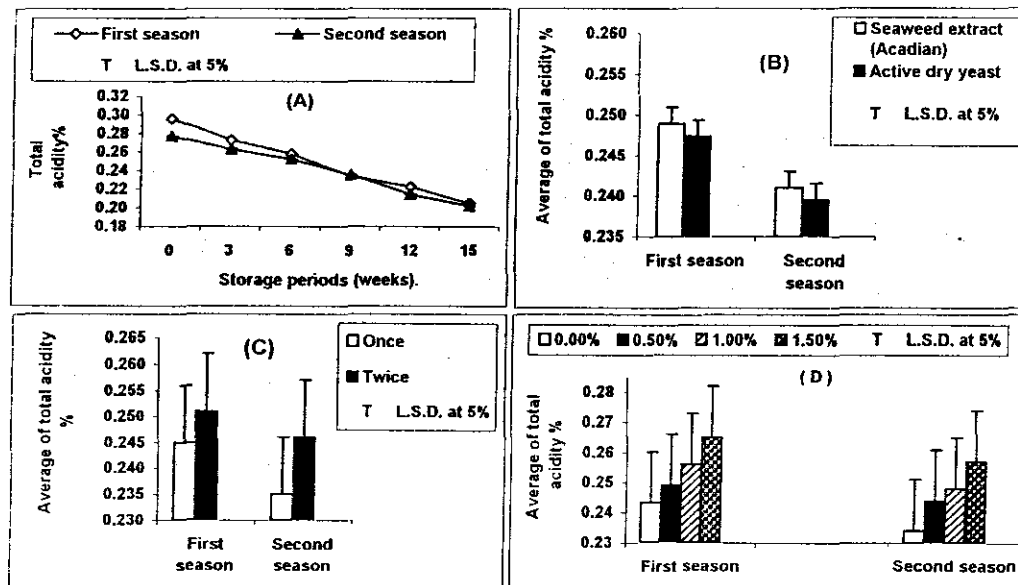 First season
Second season
T L.S.D. at 5%
(A)
Total acidity%
0.32
0.30
0.28
0.26
0.24
0.22
0.20
0.18
0 3 6 9 12 15
Storage periods (weeks).
(B)
Seaweed extract
(Acadian)
Active dry yeast
T L.S.D. at 5%
Average of total acidity %
0.260
0.255
0.250
0.245
0.240
0.235
First season
Second
season
(C)
Once
Twice
T L.S.D. at 5%
Average of total acidity
%
0.265
0.260
0.255
0.250
0.245
0.240
0.235
0.230
First
season
Second
season
0.00% 0.50% 1.00% 1.50% T L.S.D. at 5%
(D)
Average of total
acidity %
0.28
0.27
0.26
0.25
0.24
0.23
First season
Second season